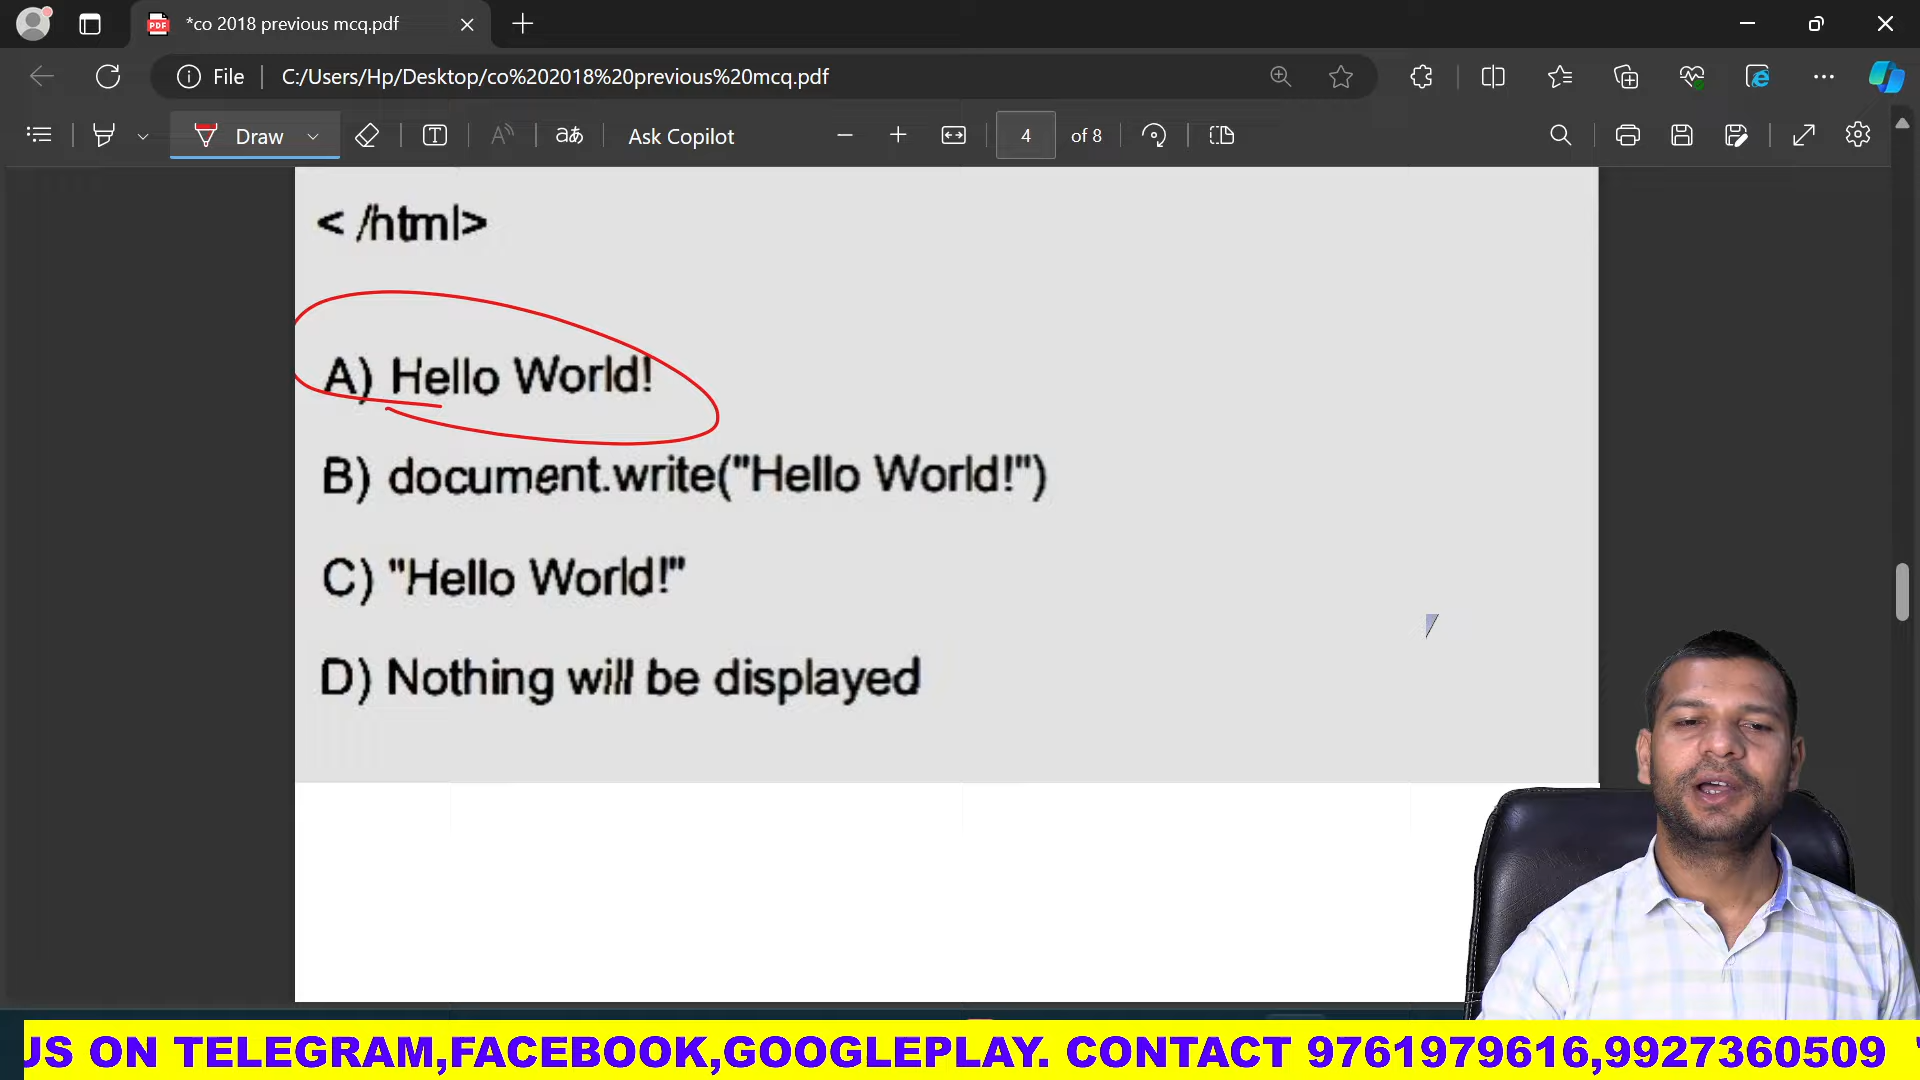 *co 2018 previous mcq.pdf
File
C:/Users/Hp/Desktop/co%202018%20previous%20mcq.pdf
Draw
Ask Copilot
4
of 8
< /html>
A) Hello World!
B) document.write("Hello World!")
C) "Hello World!"
D) Nothing will be displayed
US ON TELEGRAM,FACEBOOK,GOOGLEPLAY. CONTACT 9761979616,9927360509